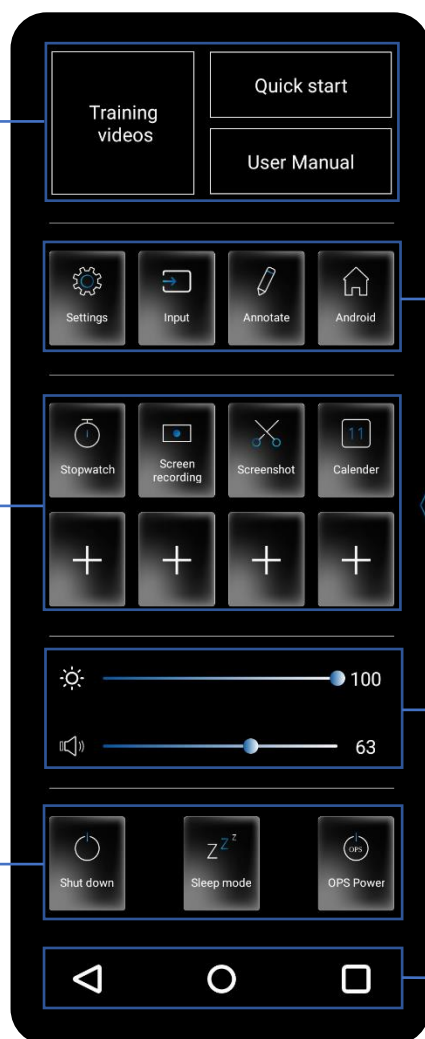 Training
videos
Quick start
User Manual
Settings
Input
Annotate
Android
Stopwatch
Screen
recording
Screenshot
11
Calender
100
63
Shut down
z z z
Sleep mode
OPS
OPS Power